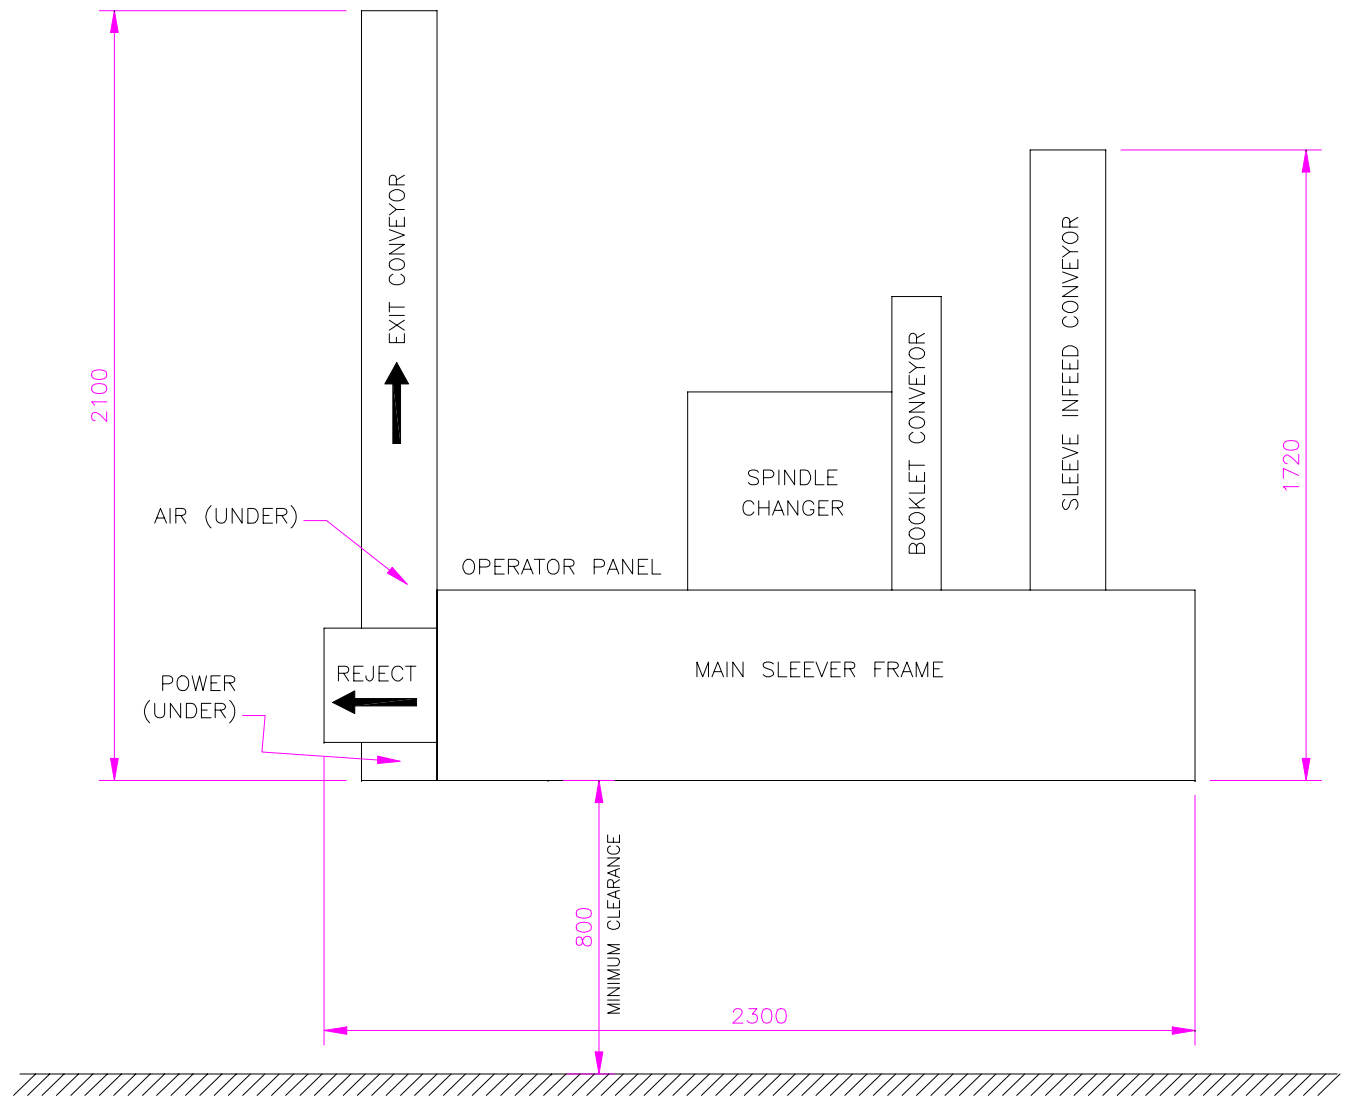 2100
EXIT CONVEYOR
SLEEVE INFEED CONVEYOR
1720
BOOKLET CONVEYOR
SPINDLE
CHANGER
AIR (UNDER)
OPERATOR PANEL
REJECT
MAIN SLEEVER FRAME
POWER
(UNDER)
800
MINIMUM CLEARANCE
2300